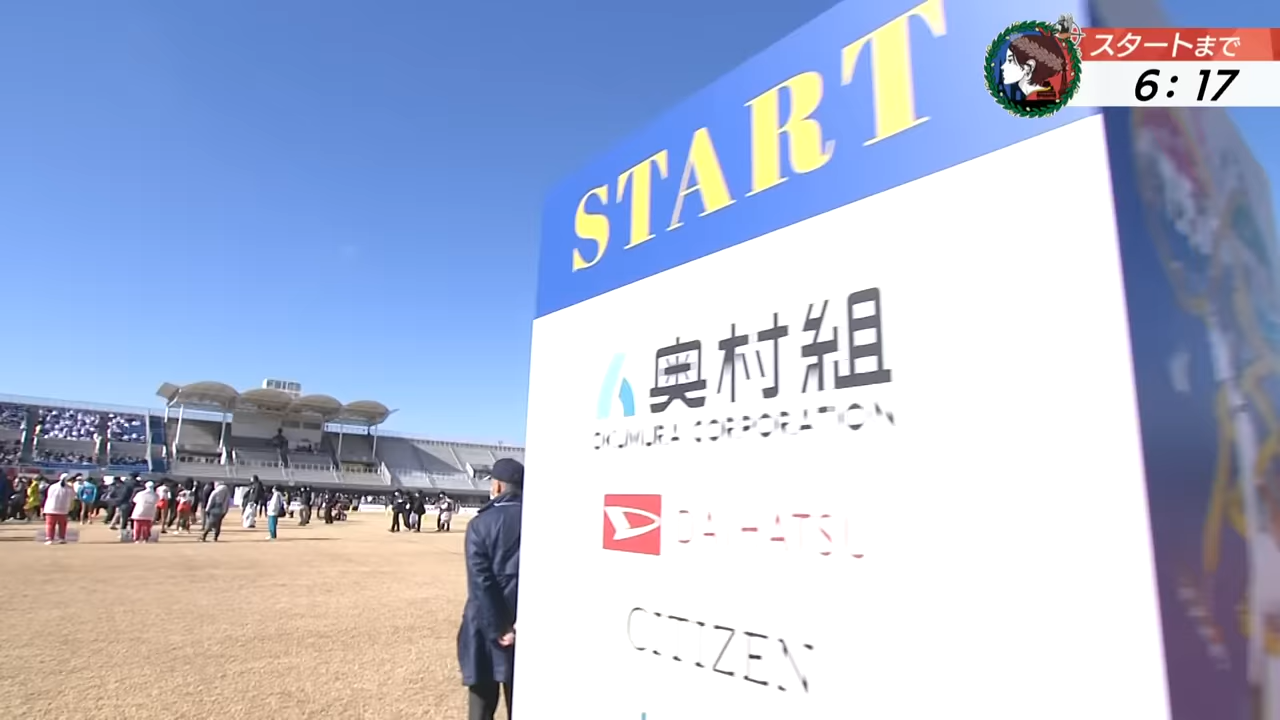 スタートまで
6:17
START
奥村組
OKUMURA CORPORATION
DAIHATSU
CITIZEN